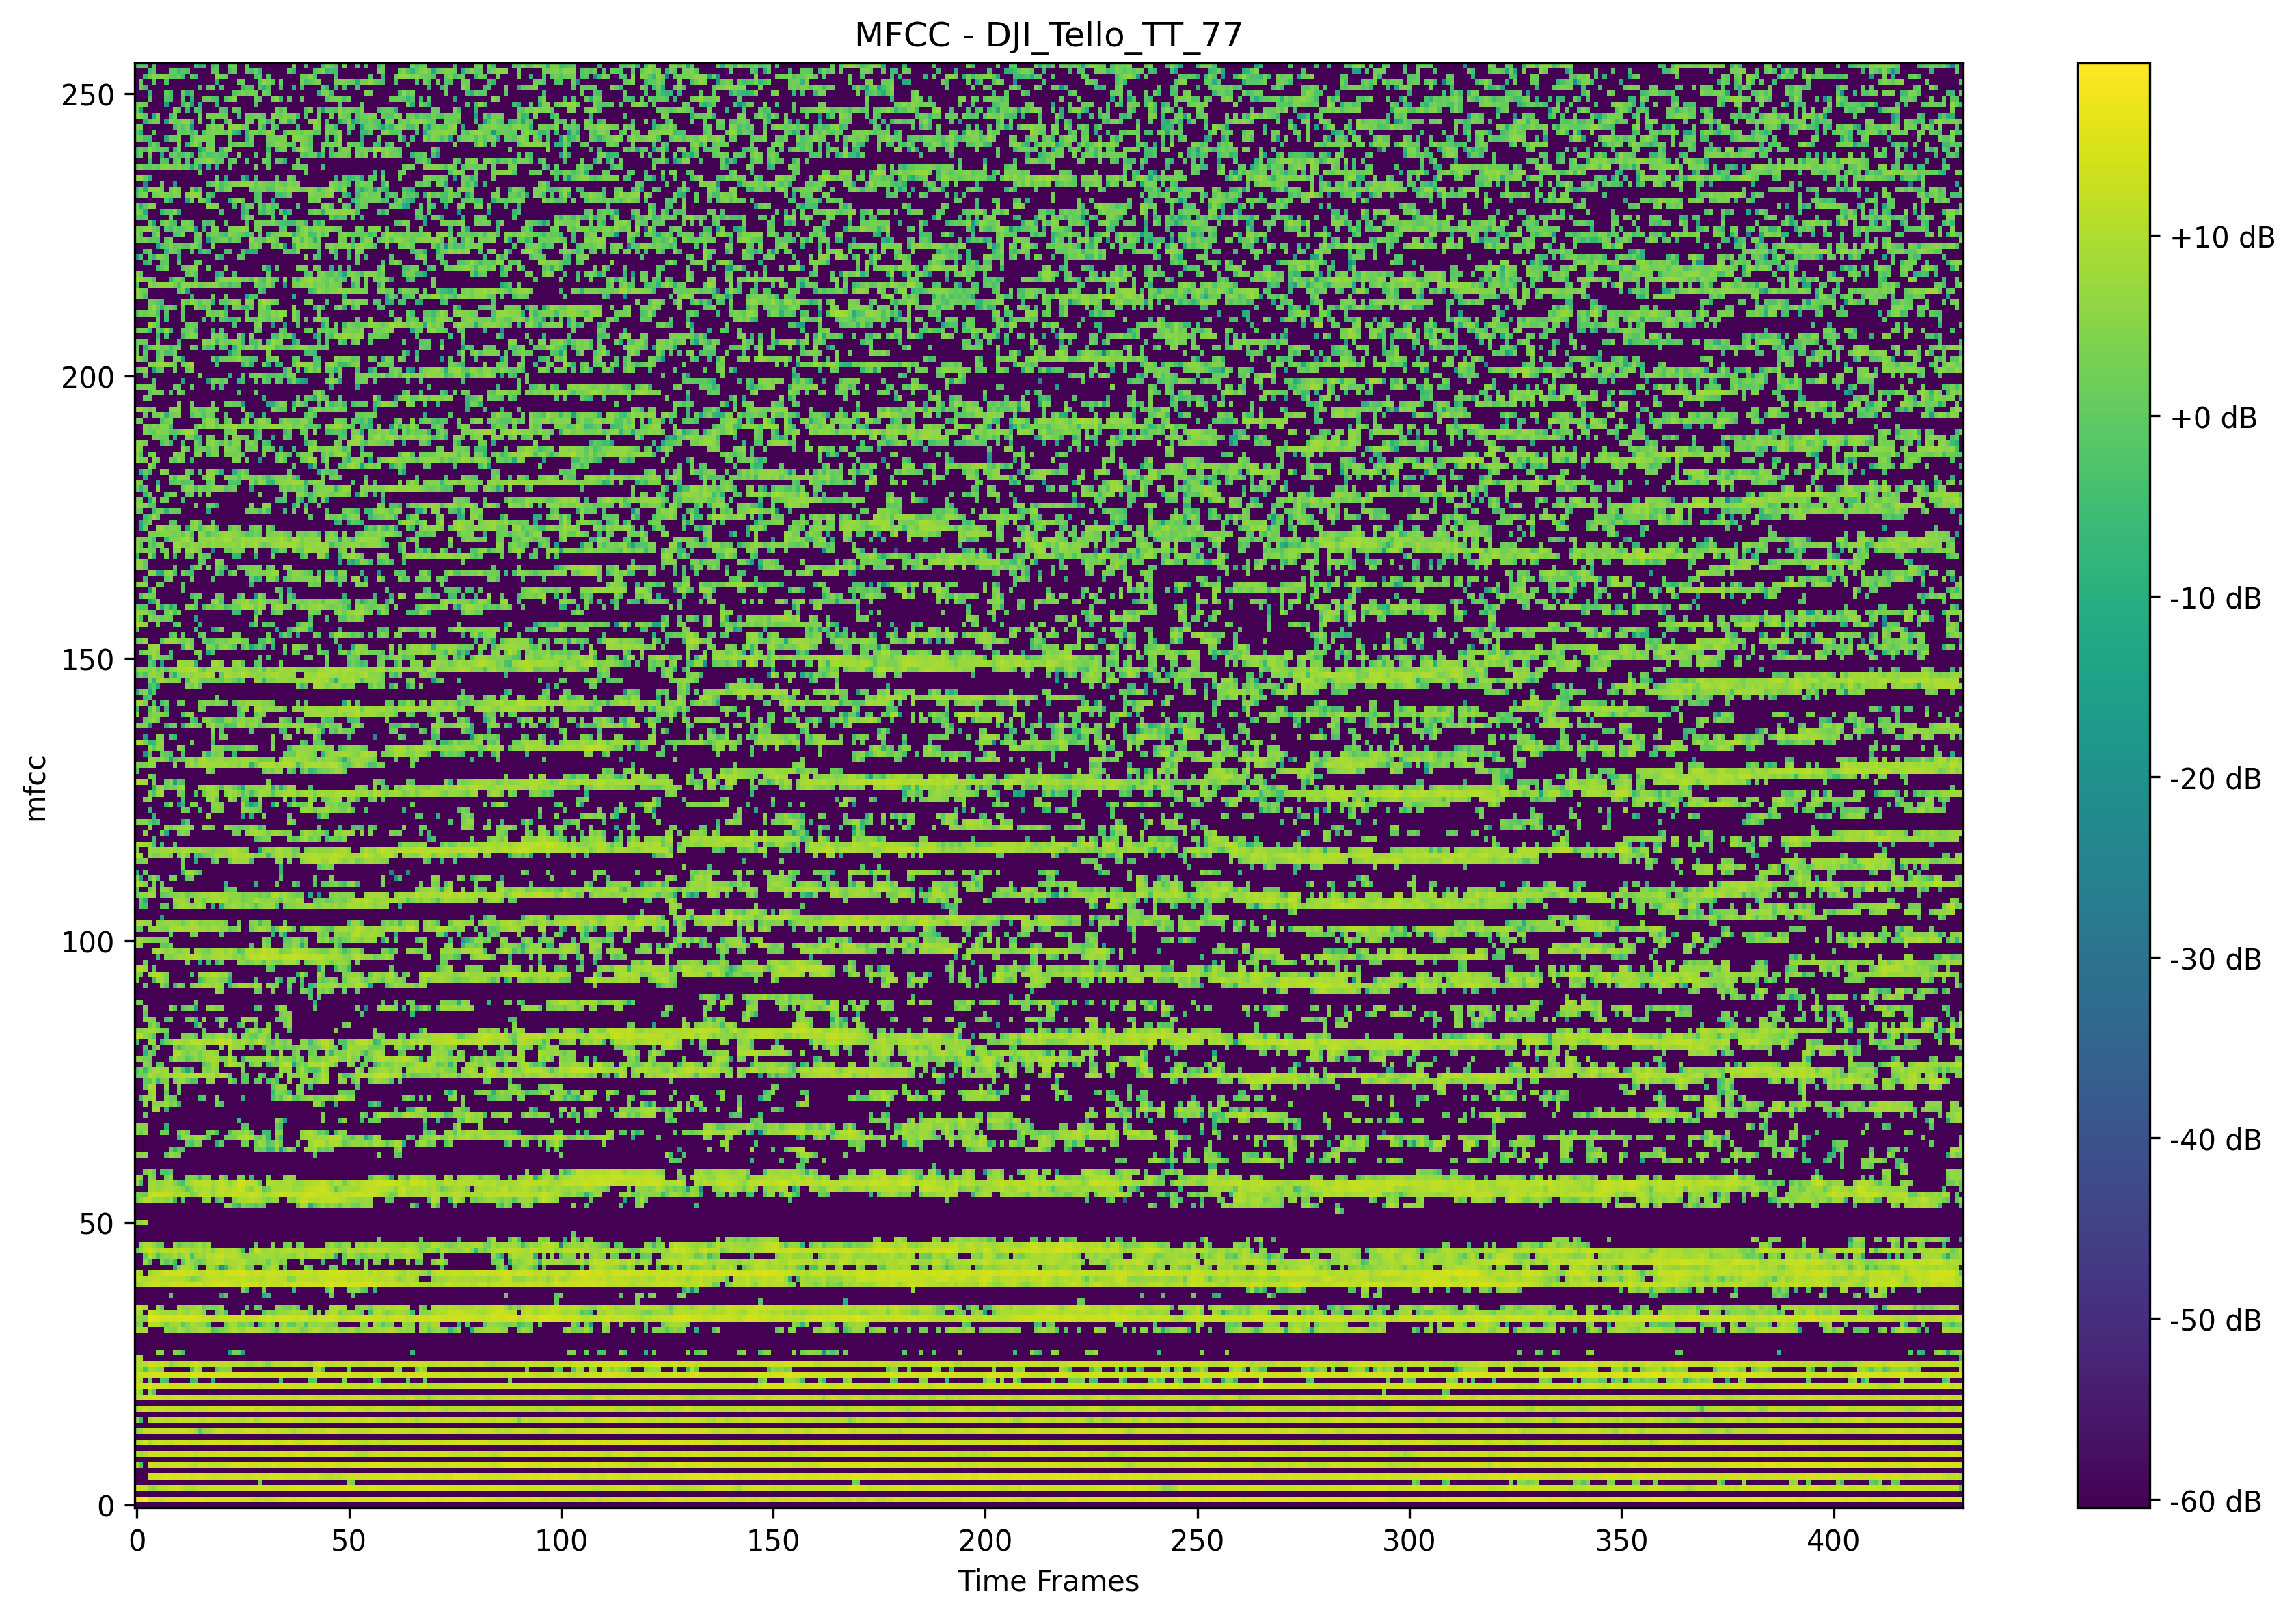 MFCC - DJI_Tello_TT_77
250
200
150
100
50
0
mfcc
0 50 100 150 200 250 300 350 400
Time Frames
+10 dB
+0 dB
-10 dB
-20 dB
-30 dB
-40 dB
-50 dB
-60 dB